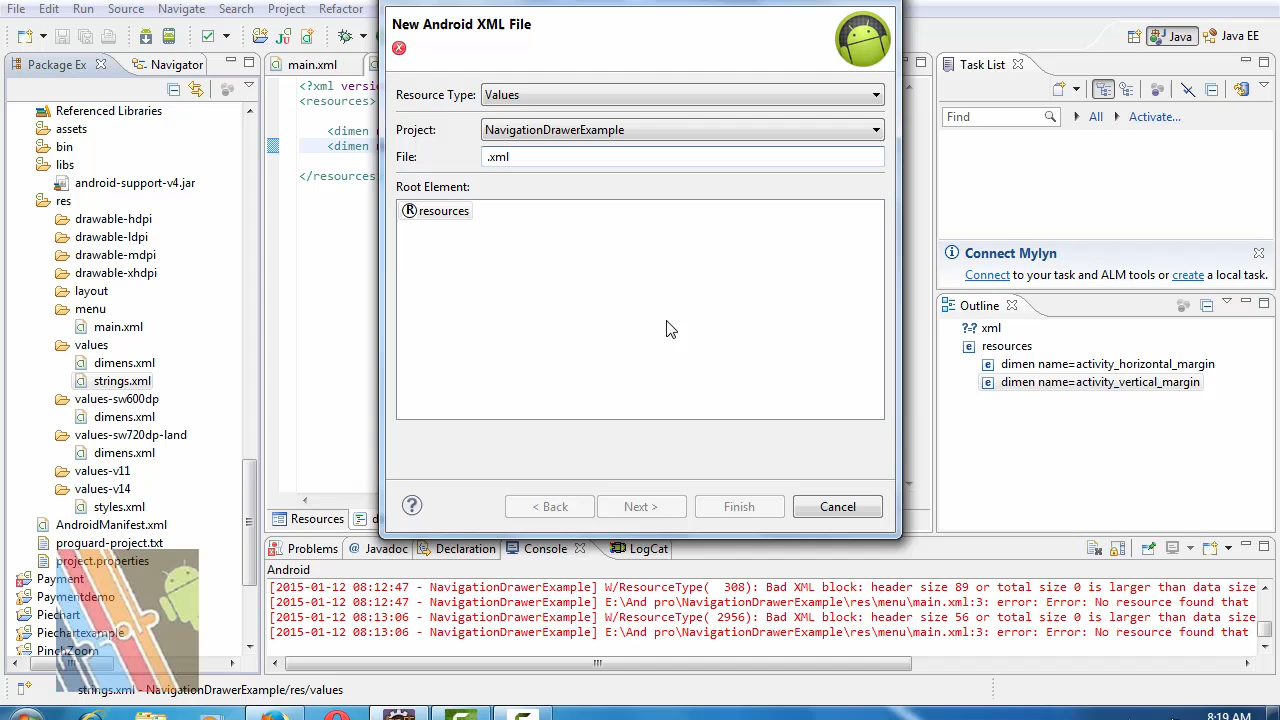 File Edit Run Source Navigate Search Project Refactor
New Android XML File
Java
Java EE
Package Ex
Navigator
main.xml
Task List
Resource Type: Values
Project: NavigationDrawerExample
File: .xml
Root Element:
R resources
<?xml versi
<resources>
<dimen
<dimen
</resources
Find
All
Activate...
Connect Mylyn
Connect to your task and ALM tools or create a local task.
Outline
?=? xml
e resources
e dimen name=activity_horizontal_margin
e dimen name=activity_vertical_margin
Referenced Libraries
assets
bin
libs
android-support-v4.jar
res
drawable-hdpi
drawable-ldpi
drawable-mdpi
drawable-xhdpi
layout
menu
main.xml
values
dimens.xml
strings.xml
values-sw600dp
dimens.xml
values-sw720dp-land
dimens.xml
values-v11
values-v14
styles.xml
AndroidManifest.xml
proguard-project.txt
project.properties
Payment
Paymentdemo
Piechart
Piechartexample
PinchZoom
? < Back Next > Finish Cancel
Resources
Problems @ Javadoc Declaration Console LogCat
Android
[2015-01-12 08:12:47 - NavigationDrawerExample] W/ResourceType( 308): Bad XML block: header size 89 or total size 0 is larger than data size
[2015-01-12 08:12:47 - NavigationDrawerExample] E:\And pro\NavigationDrawerExample\res\menu\main.xml:3: error: Error: No resource found that
[2015-01-12 08:13:06 - NavigationDrawerExample] W/ResourceType( 2956): Bad XML block: header size 56 or total size 0 is larger than data size
[2015-01-12 08:13:06 - NavigationDrawerExample] E:\And pro\NavigationDrawerExample\res\menu\main.xml:3: error: Error: No resource found that
strings.xml - NavigationDrawerExample/res/values
8:19 AM